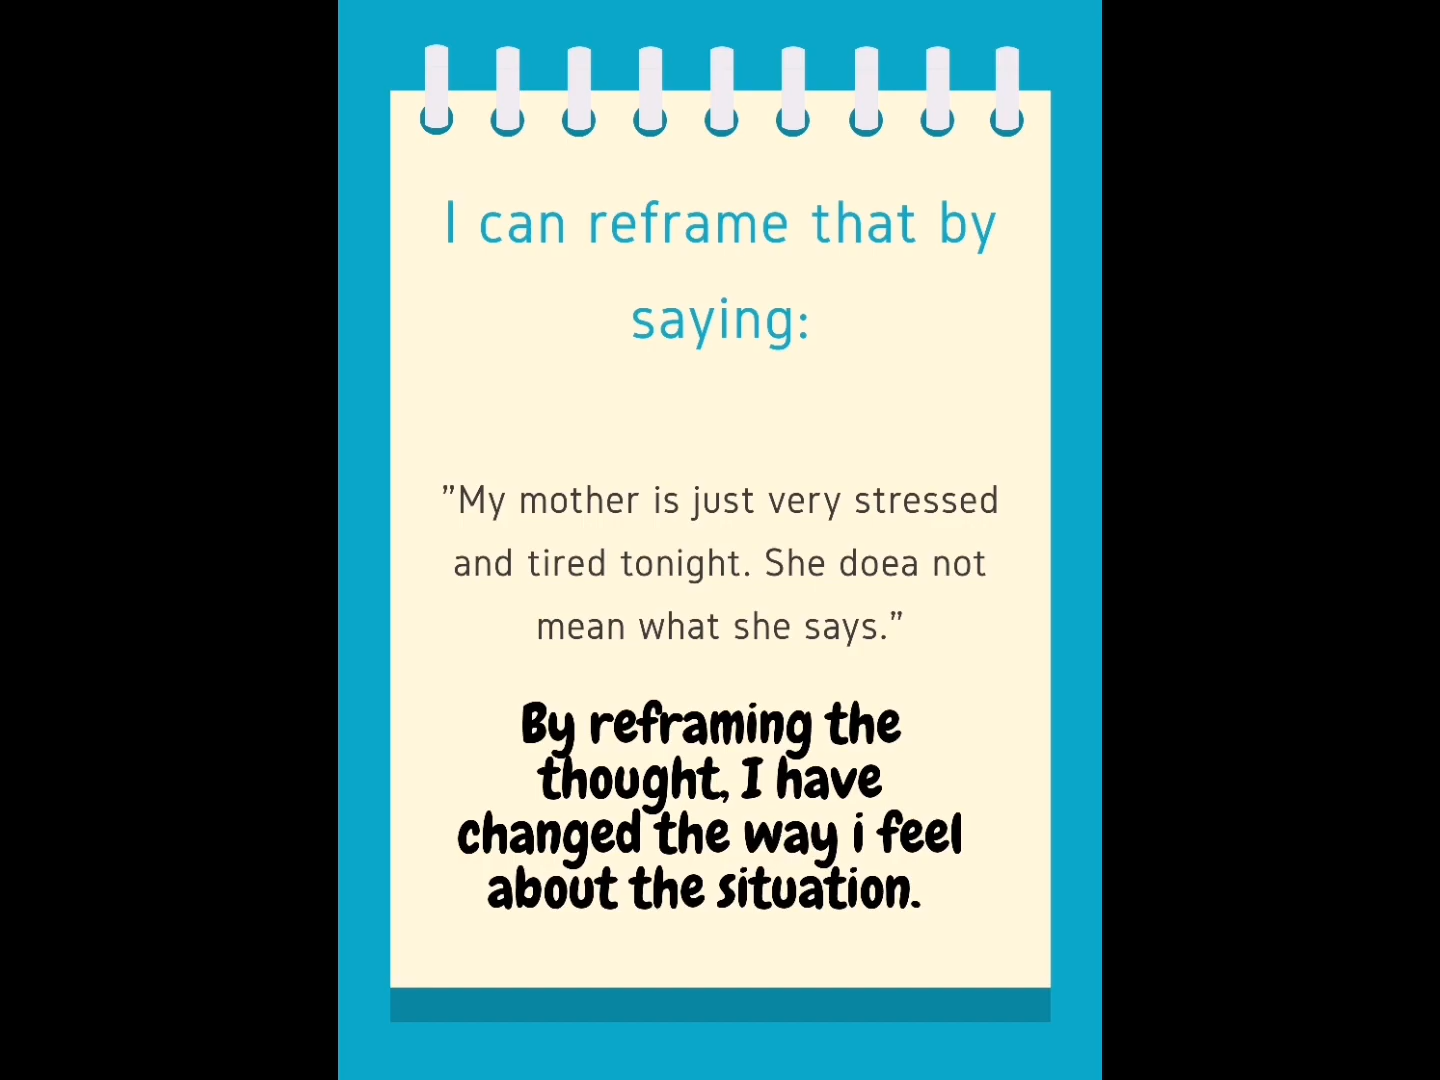 I can reframe that by
saying:
”My mother is just very stressed
and tired tonight. She doea not
mean what she says.”
By reframing the
thought, I have
changed the way i feel
about the situation.